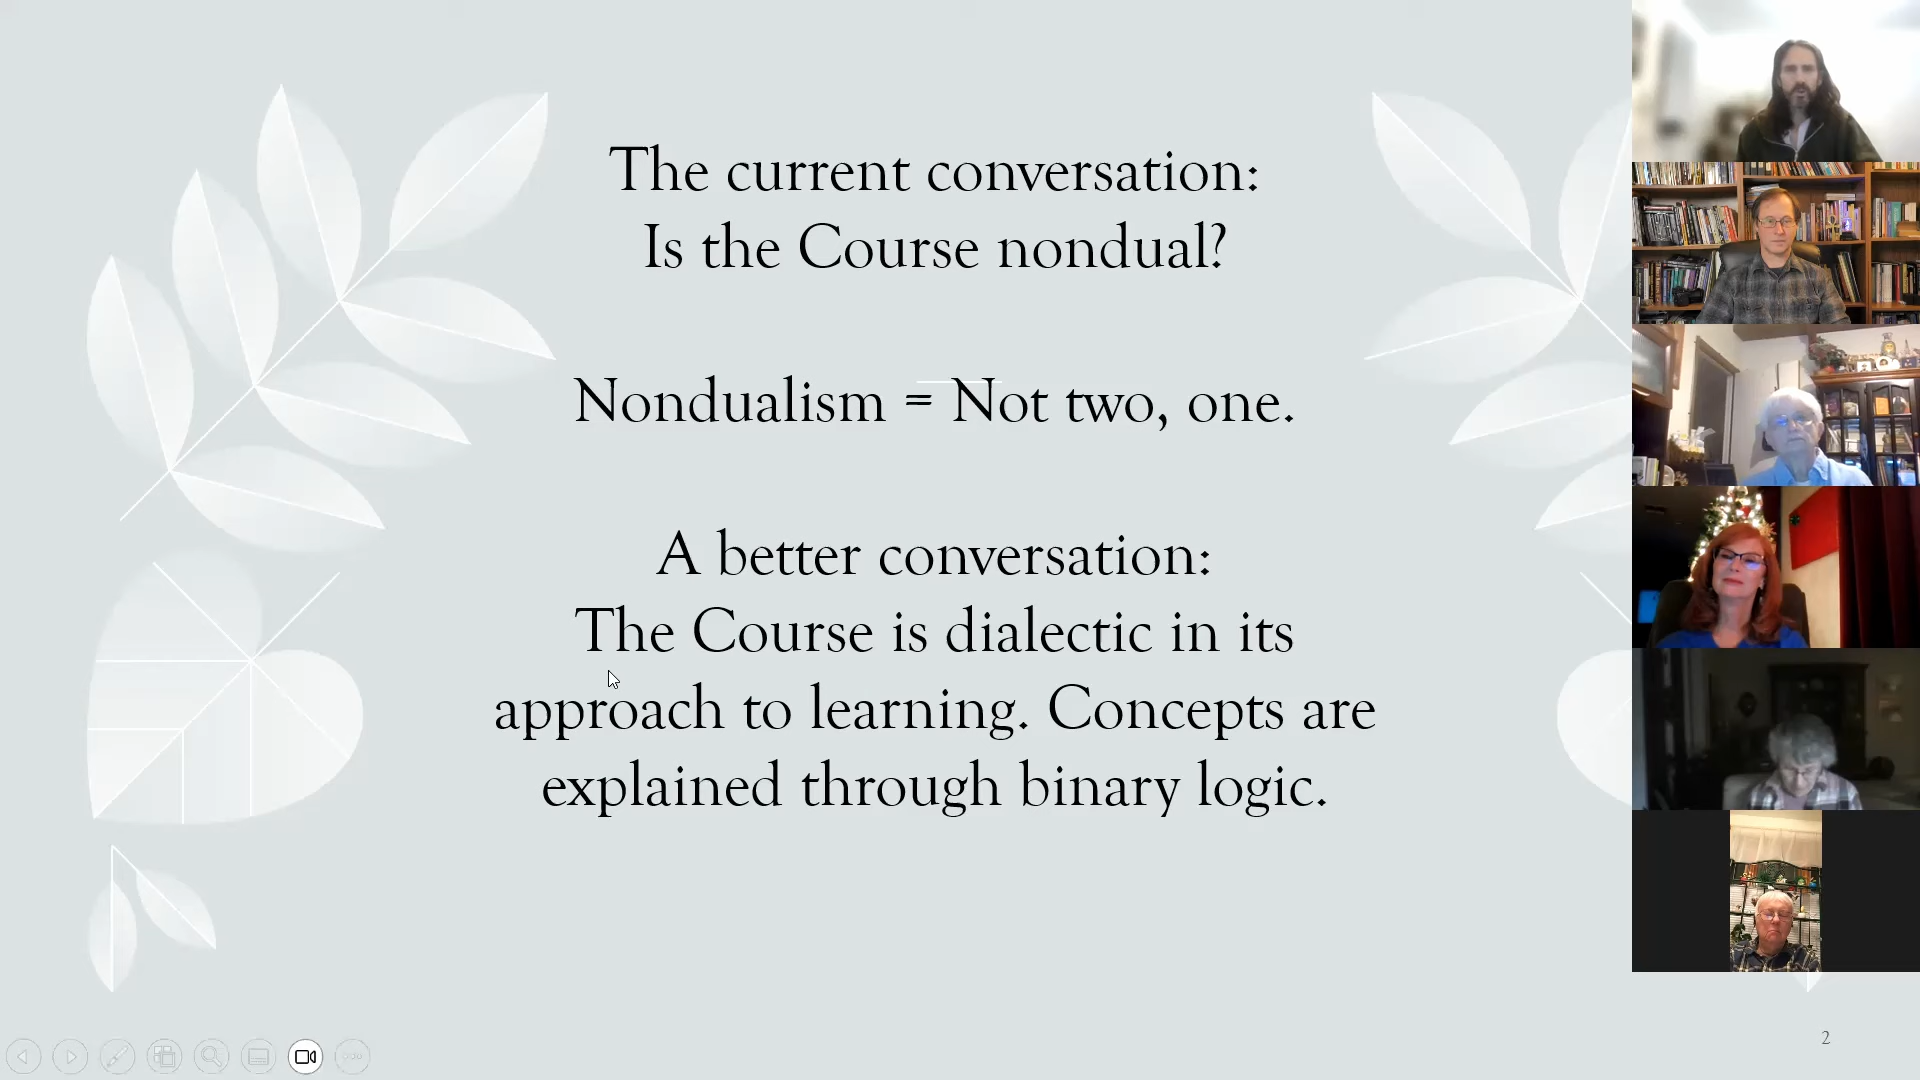 The current conversation:
Is the Course nondual?
Nondualism = Not two, one.
A better conversation:
The Course is dialectic in its
approach to learning. Concepts are
explained through binary logic.
2